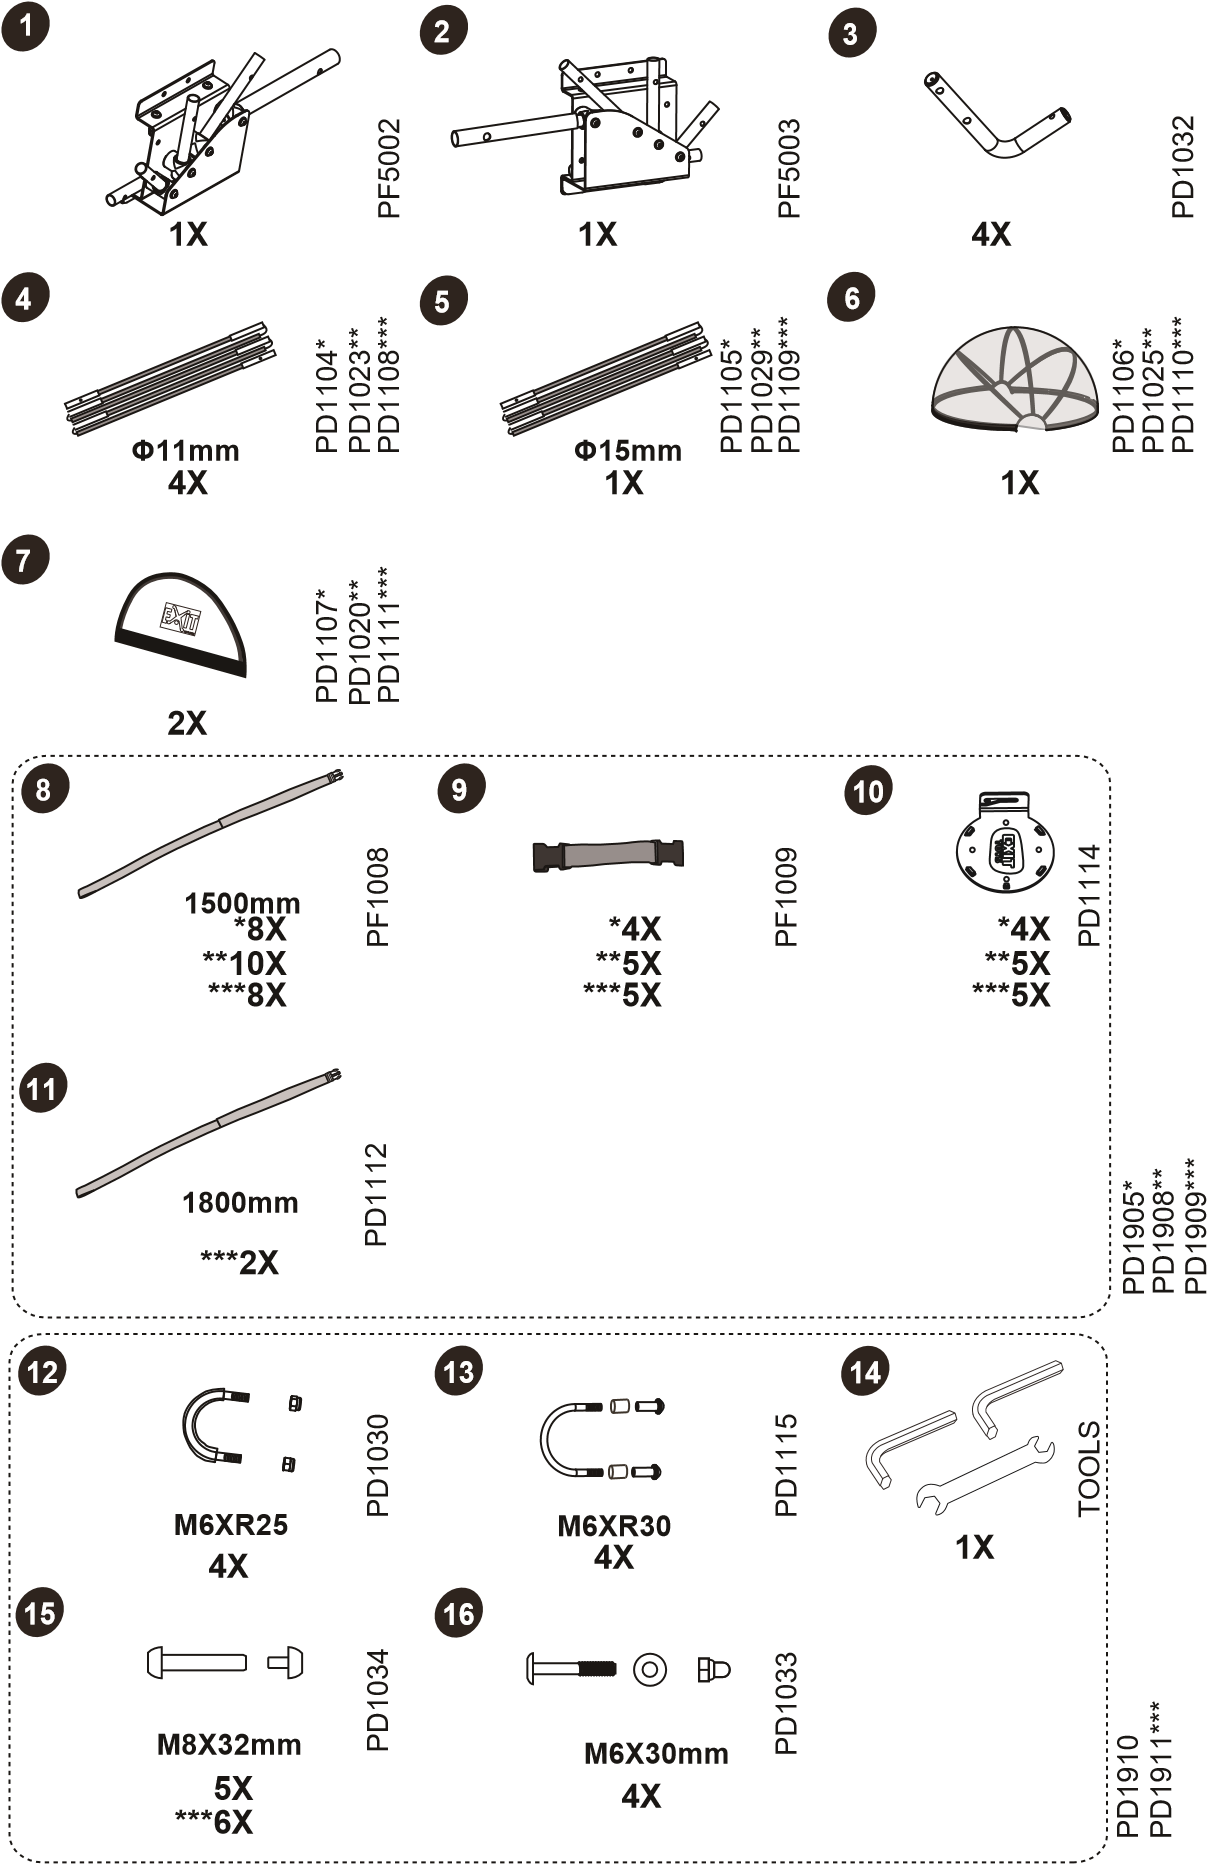 1
PF5002
1X
2
PF5003
1X
3
PD1032
4X
4
PD1104*
PD1023**
PD1108***
Φ11mm
4X
5
PD1105*
PD1029**
PD1109***
Φ15mm
1X
6
PD1106*
PD1025**
PD1110***
1X
7
EXIT
PD1107*
PD1020**
PD1111***
2X
8
PF1008
1500mm
*8X
**10X
***8X
9
PF1009
*4X
**5X
***5X
10
EXIT
TOYS
PD1114
*4X
**5X
***5X
11
PD1112
1800mm
***2X
PD1905*
PD1908**
PD1909***
12
PD1030
M6XR25
4X
13
PD1115
M6XR30
4X
14
TOOLS
1X
15
PD1034
M8X32mm
5X
***6X
16
PD1033
M6X30mm
4X
PD1910
PD1911***